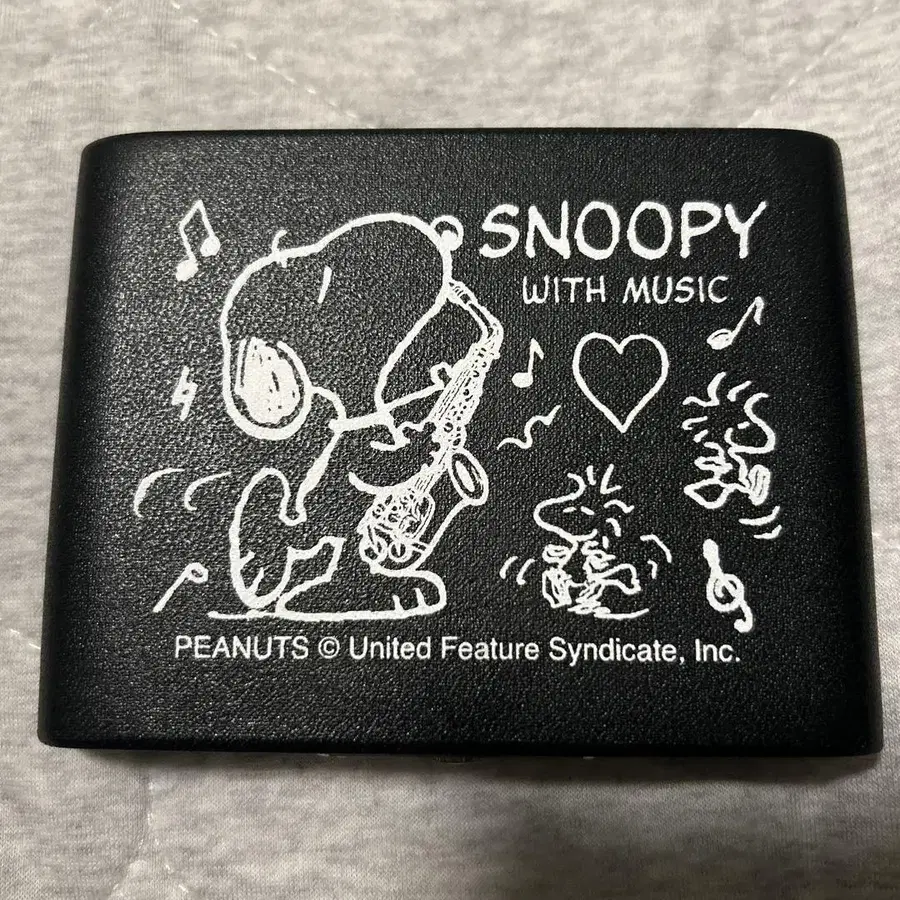 SNOOPY
WITH MUSIC
PEANUTS © United Feature Syndicate, Inc.